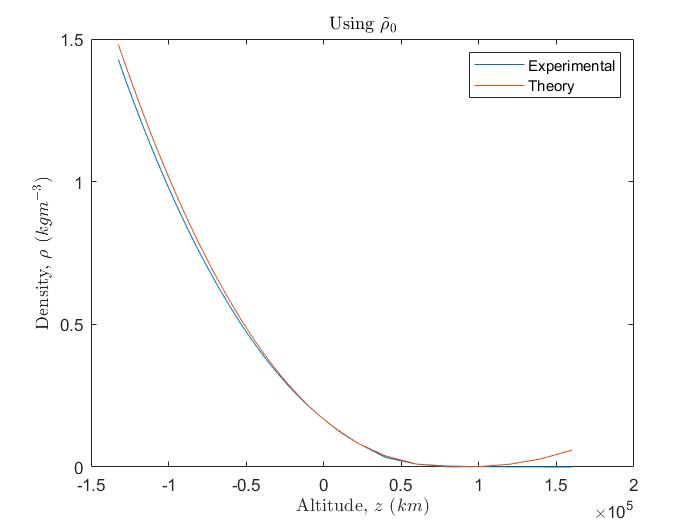 Using ρ̃₀
1.5
1
0.5
0
Density, ρ (kgm⁻³)
Experimental
Theory
-1.5 -1 -0.5 0 0.5 1 1.5 2
Altitude, z (km)
×10⁵